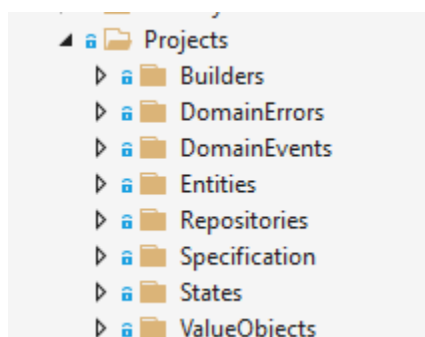 Projects
Builders
DomainErrors
DomainEvents
Entities
Repositories
Specification
States
ValueObjects